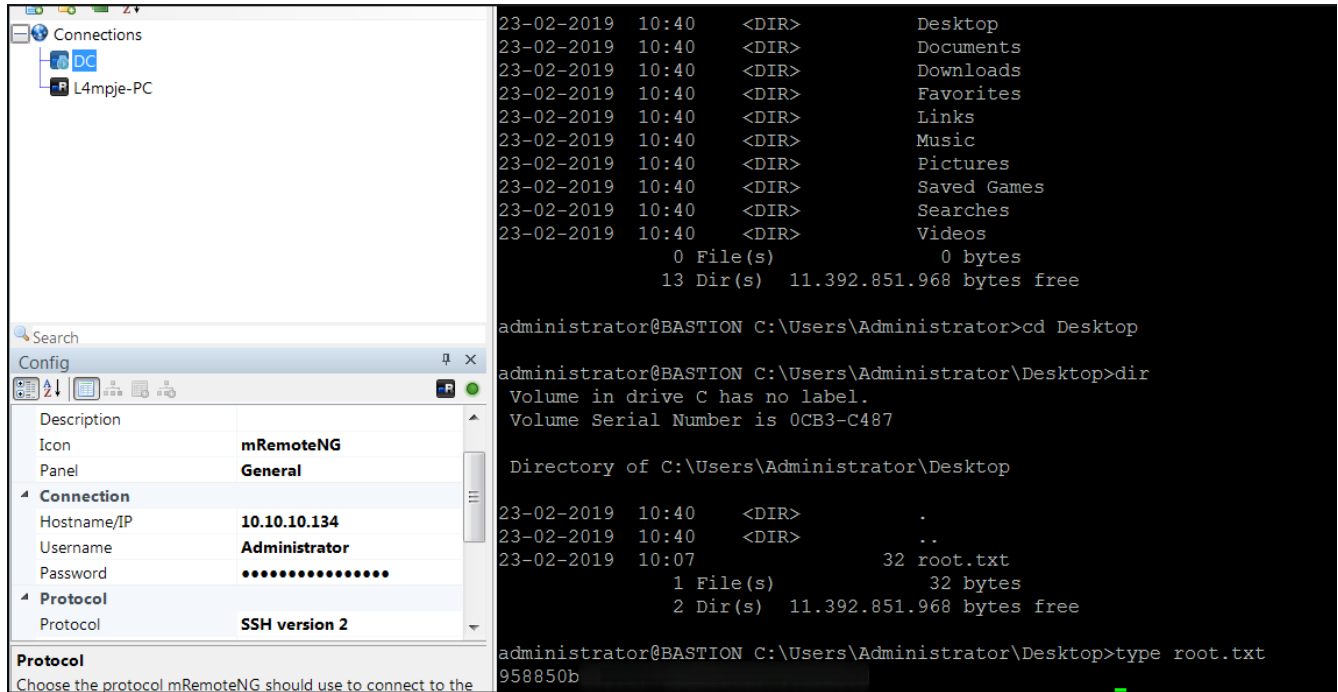 Connections
DC
L4mpje-PC
Search
Config
Description
Icon mRemoteNG
Panel General
Connection
Hostname/IP 10.10.10.134
Username Administrator
Password ●●●●●●●●●●●●●●●●
Protocol
Protocol SSH version 2
Protocol
Choose the protocol mRemoteNG should use to connect to the
23-02-2019 10:40 <DIR> Desktop
23-02-2019 10:40 <DIR> Documents
23-02-2019 10:40 <DIR> Downloads
23-02-2019 10:40 <DIR> Favorites
23-02-2019 10:40 <DIR> Links
23-02-2019 10:40 <DIR> Music
23-02-2019 10:40 <DIR> Pictures
23-02-2019 10:40 <DIR> Saved Games
23-02-2019 10:40 <DIR> Searches
23-02-2019 10:40 <DIR> Videos
0 File(s) 0 bytes
13 Dir(s) 11.392.851.968 bytes free
administrator@BASTION C:\Users\Administrator>cd Desktop
administrator@BASTION C:\Users\Administrator\Desktop>dir
Volume in drive C has no label.
Volume Serial Number is 0CB3-C487
Directory of C:\Users\Administrator\Desktop
23-02-2019 10:40 <DIR> .
23-02-2019 10:40 <DIR> ..
23-02-2019 10:07 32 root.txt
1 File(s) 32 bytes
2 Dir(s) 11.392.851.968 bytes free
administrator@BASTION C:\Users\Administrator\Desktop>type root.txt
958850b